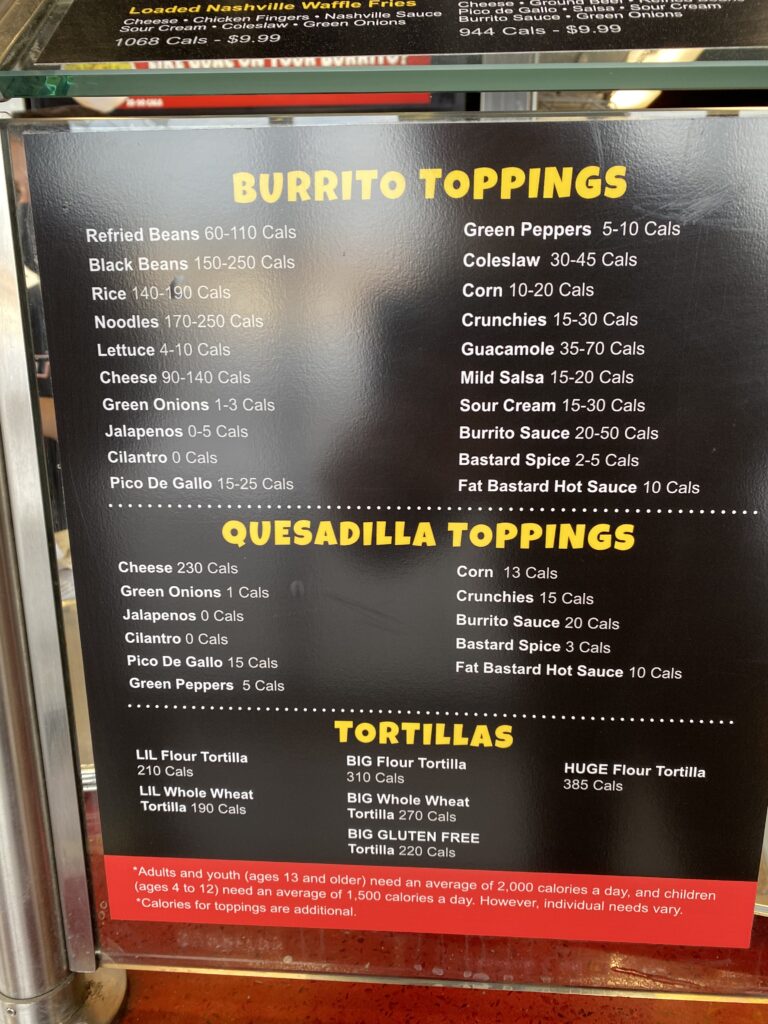 Loaded Nashville Waffle Fries
Cheese • Chicken Fingers • Nashville Sauce
Sour Cream • Coleslaw • Green Onions
1068 Cals - $9.99
Cheese • Ground Beef • Refried Beans
Pico de Gallo • Salsa • Sour Cream
Burrito Sauce • Green Onions
944 Cals - $9.99
BURRITO TOPPINGS
Refried Beans 60-110 Cals
Black Beans 150-250 Cals
Rice 140-190 Cals
Noodles 170-250 Cals
Lettuce 4-10 Cals
Cheese 90-140 Cals
Green Onions 1-3 Cals
Jalapenos 0-5 Cals
Cilantro 0 Cals
Pico De Gallo 15-25 Cals
Green Peppers 5-10 Cals
Coleslaw 30-45 Cals
Corn 10-20 Cals
Crunchies 15-30 Cals
Guacamole 35-70 Cals
Mild Salsa 15-20 Cals
Sour Cream 15-30 Cals
Burrito Sauce 20-50 Cals
Bastard Spice 2-5 Cals
Fat Bastard Hot Sauce 10 Cals
QUESADILLA TOPPINGS
Cheese 230 Cals
Green Onions 1 Cals
Jalapenos 0 Cals
Cilantro 0 Cals
Pico De Gallo 15 Cals
Green Peppers 5 Cals
Corn 13 Cals
Crunchies 15 Cals
Burrito Sauce 20 Cals
Bastard Spice 3 Cals
Fat Bastard Hot Sauce 10 Cals
TORTILLAS
LIL Flour Tortilla
210 Cals
LIL Whole Wheat
Tortilla 190 Cals
BIG Flour Tortilla
310 Cals
BIG Whole Wheat
Tortilla 270 Cals
BIG GLUTEN FREE
Tortilla 220 Cals
HUGE Flour Tortilla
385 Cals
*Adults and youth (ages 13 and older) need an average of 2,000 calories a day, and children
(ages 4 to 12) need an average of 1,500 calories a day. However, individual needs vary.
*Calories for toppings are additional.